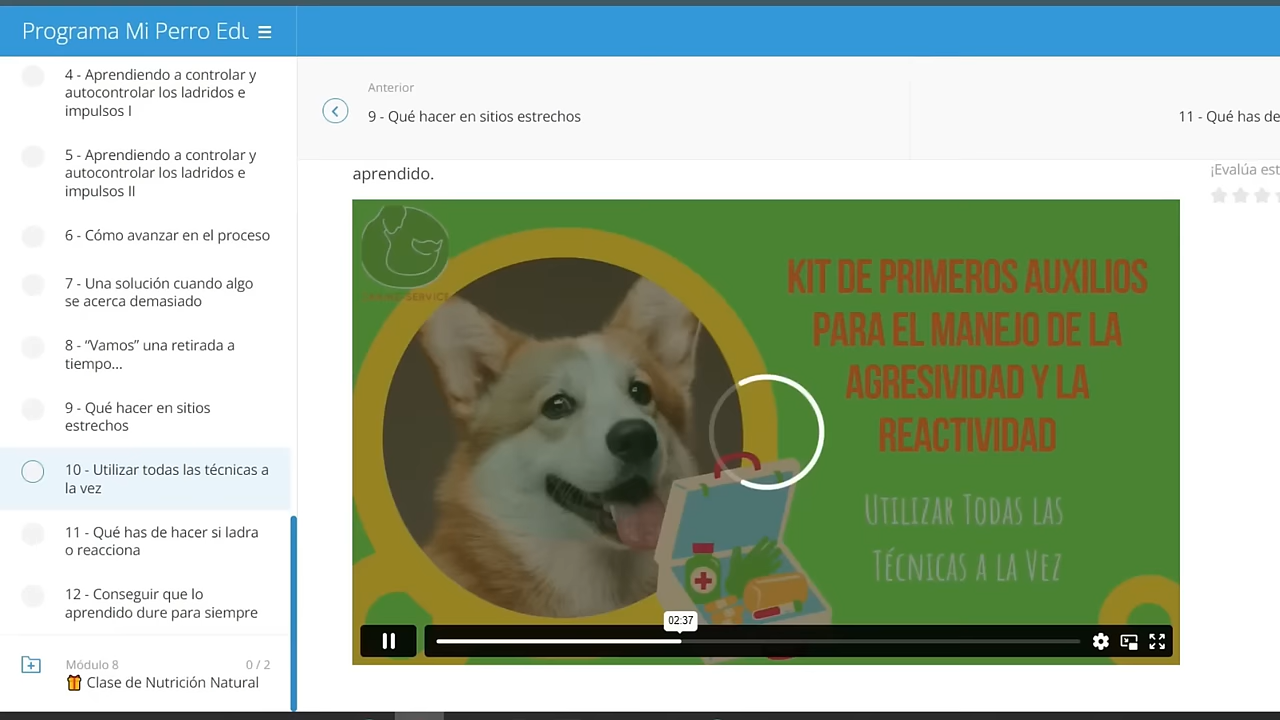 Programa Mi Perro Edu
4 - Aprendiendo a controlar y
autocontrolar los ladridos e
impulsos I
5 - Aprendiendo a controlar y
autocontrolar los ladridos e
impulsos II
6 - Cómo avanzar en el proceso
7 - Una solución cuando algo
se acerca demasiado
8 - “Vamos” una retirada a
tiempo...
9 - Qué hacer en sitios
estrechos
10 - Utilizar todas las técnicas a
la vez
11 - Qué has de hacer si ladra
o reacciona
12 - Conseguir que lo
aprendido dure para siempre
Módulo 8 0 / 2
Clase de Nutrición Natural
Anterior
9 - Qué hacer en sitios estrechos
11 - Qué has de
aprendido.
¡Evalúa est
KIT DE PRIMEROS AUXILIOS
PARA EL MANEJO DE LA
AGRESIVIDAD Y LA
REACTIVIDAD
UTILIZAR TODAS LAS
TÉCNICAS A LA VEZ
02:37